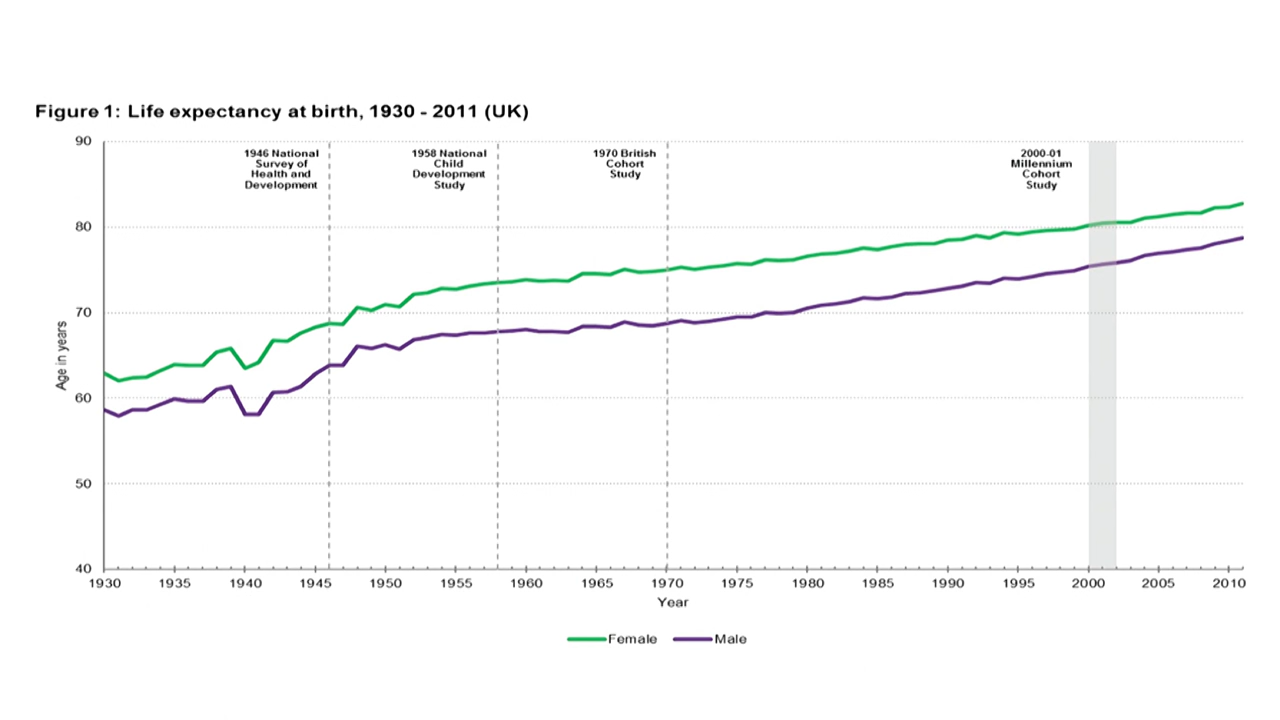 Figure 1: Life expectancy at birth, 1930 - 2011 (UK)
90
80
70
60
50
40
Age in years
1946 National
Survey of
Health and
Development
1958 National
Child
Development
Study
1970 British
Cohort
Study
2000-01
Millennium
Cohort
Study
1930 1935 1940 1945 1950 1955 1960 1965 1970 1975 1980 1985 1990 1995 2000 2005 2010
Year
Female Male